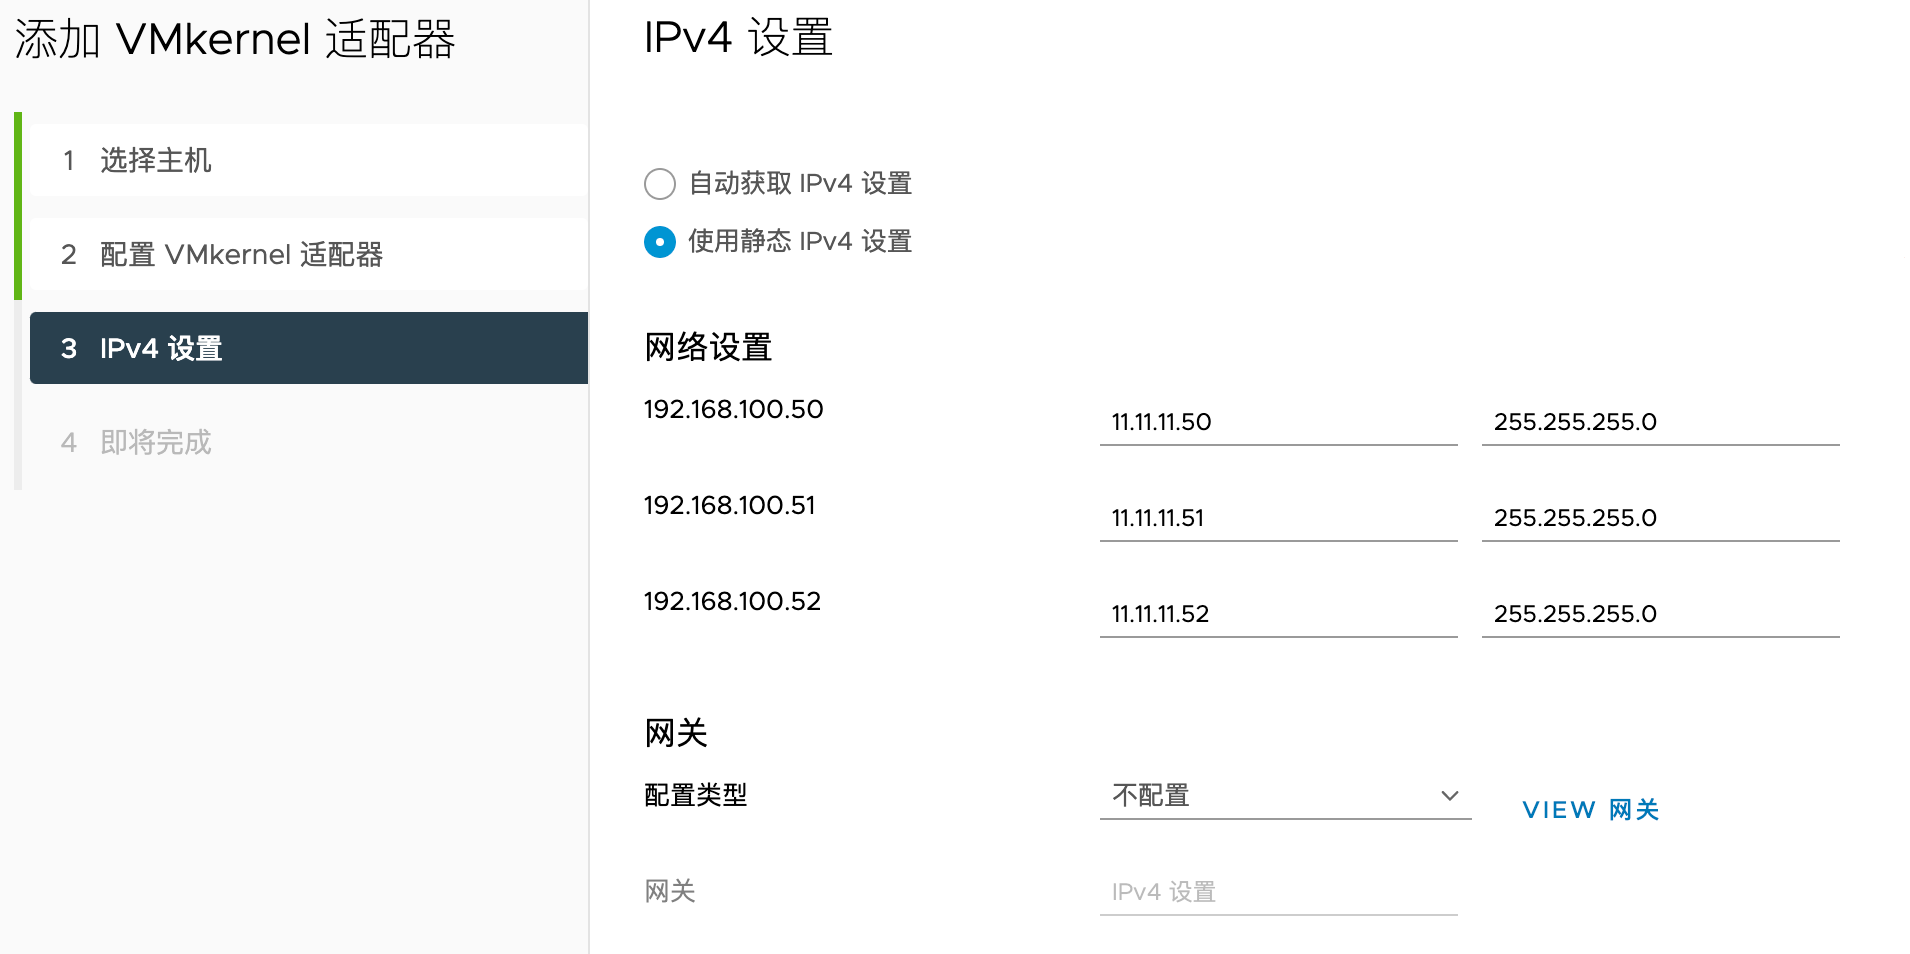 添加 VMkernel 适配器
1 选择主机
2 配置 VMkernel 适配器
3 IPv4 设置
4 即将完成
IPv4 设置
自动获取 IPv4 设置
使用静态 IPv4 设置
网络设置
192.168.100.50 11.11.11.50 255.255.255.0
192.168.100.51 11.11.11.51 255.255.255.0
192.168.100.52 11.11.11.52 255.255.255.0
网关
配置类型 不配置 VIEW 网关
网关 IPv4 设置